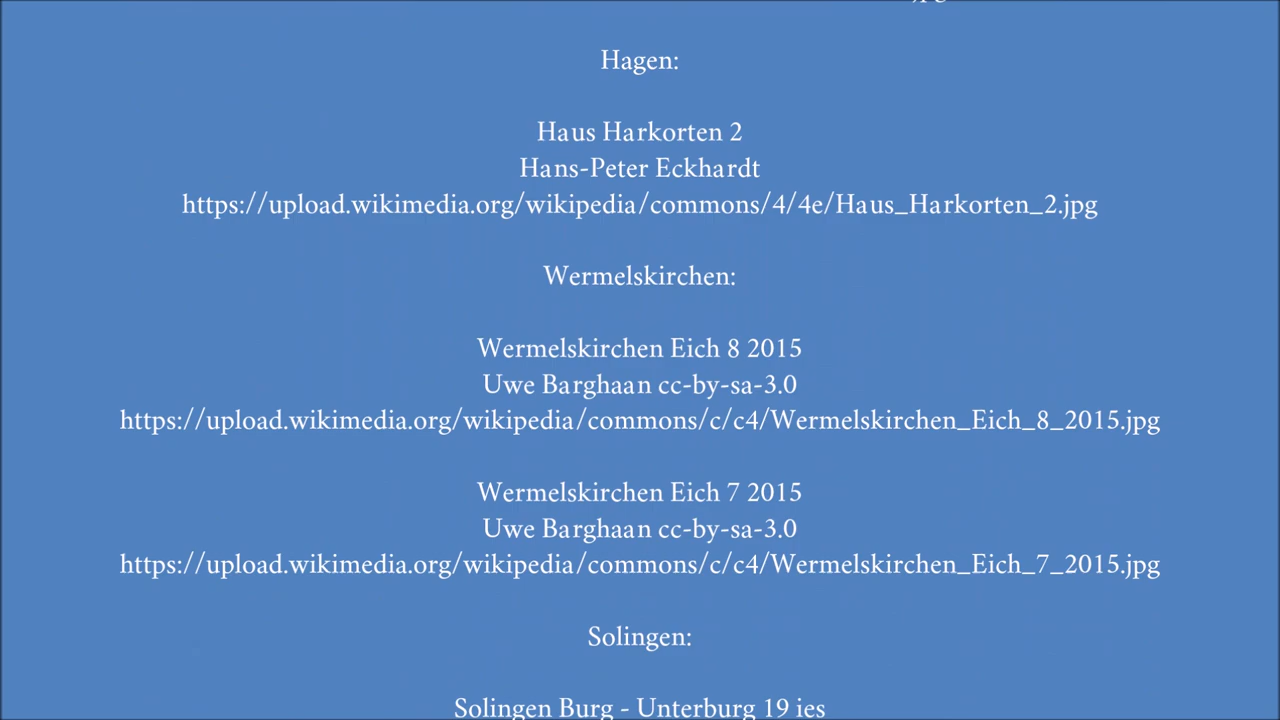 Hagen:
Haus Harkorten 2
Hans-Peter Eckhardt
https://upload.wikimedia.org/wikipedia/commons/4/4e/Haus_Harkorten_2.jpg
Wermelskirchen:
Wermelskirchen Eich 8 2015
Uwe Barghaan cc-by-sa-3.0
https://upload.wikimedia.org/wikipedia/commons/c/c4/Wermelskirchen_Eich_8_2015.jpg
Wermelskirchen Eich 7 2015
Uwe Barghaan cc-by-sa-3.0
https://upload.wikimedia.org/wikipedia/commons/c/c4/Wermelskirchen_Eich_7_2015.jpg
Solingen:
Solingen Burg - Unterburg 19 ies